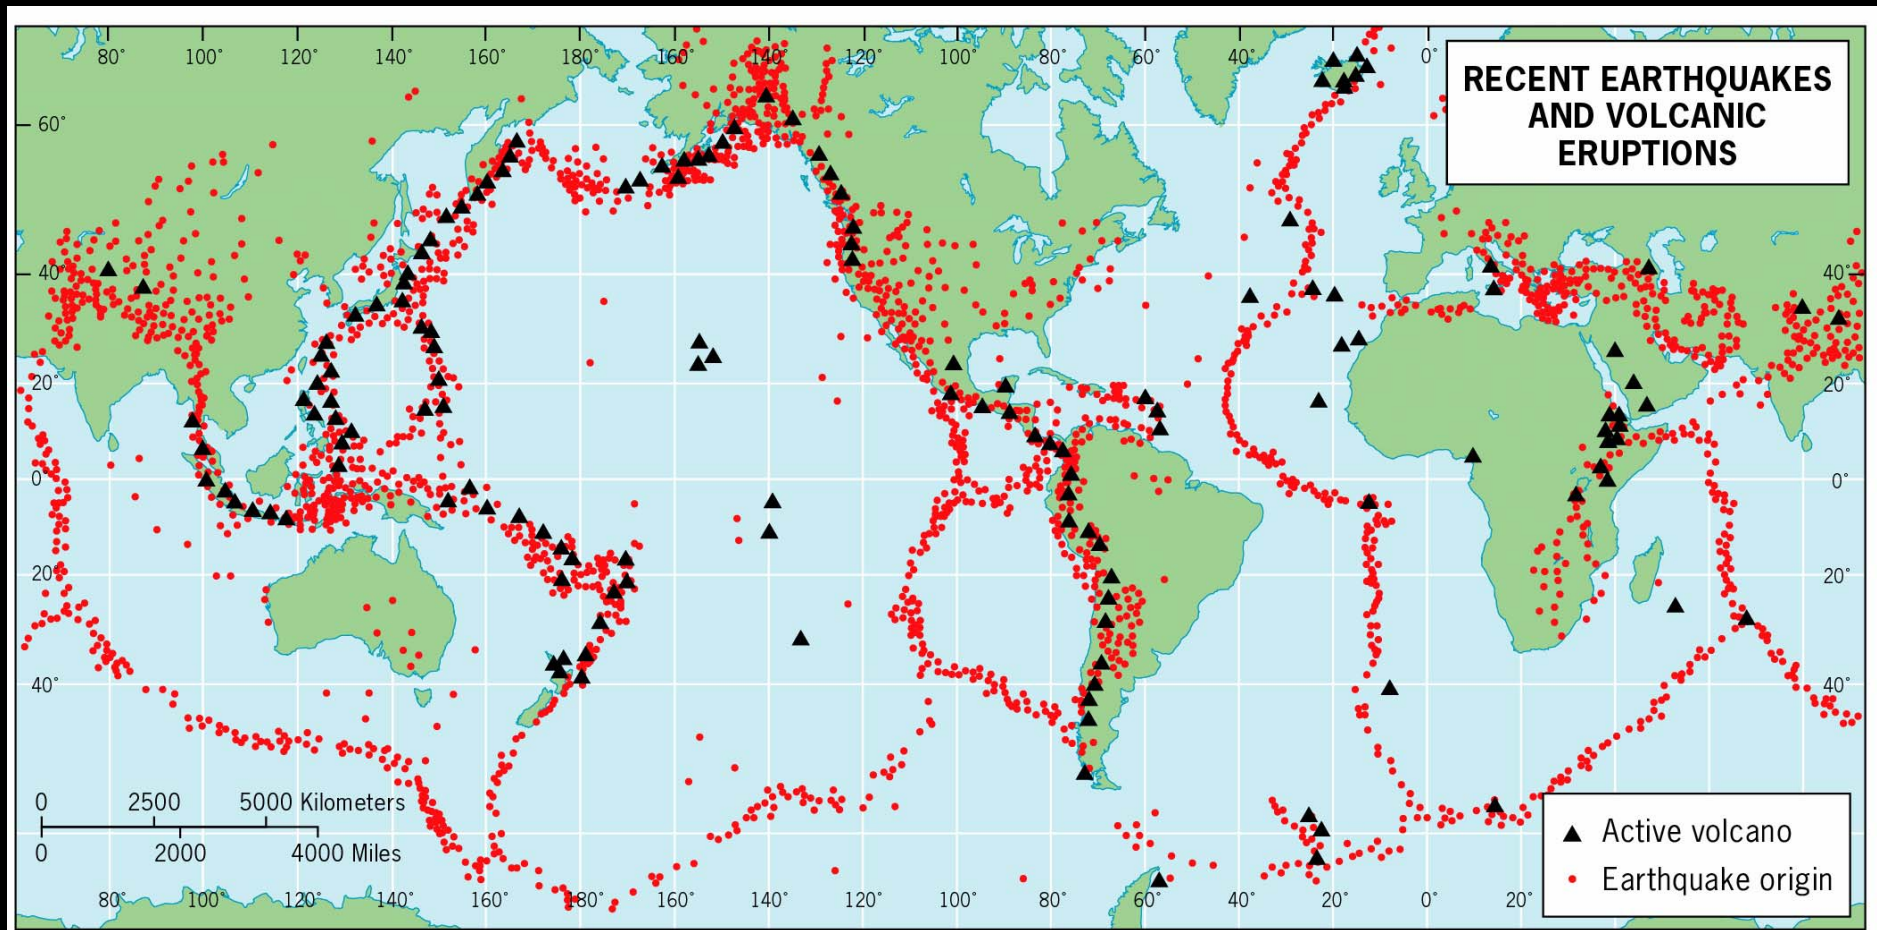 80° 100° 120° 140° 160° 180° 160° 140° 120° 100° 80° 60° 40° 20° 0°
RECENT EARTHQUAKES
AND VOLCANIC
ERUPTIONS
60°
40° 40°
20° 20°
0° 0°
20° 20°
40° 40°
0 2500 5000 Kilometers
0 2000 4000 Miles
Active volcano
Earthquake origin
80° 100° 120° 140° 160° 180° 160° 140° 120° 100° 80° 60° 40° 20° 0° 20°